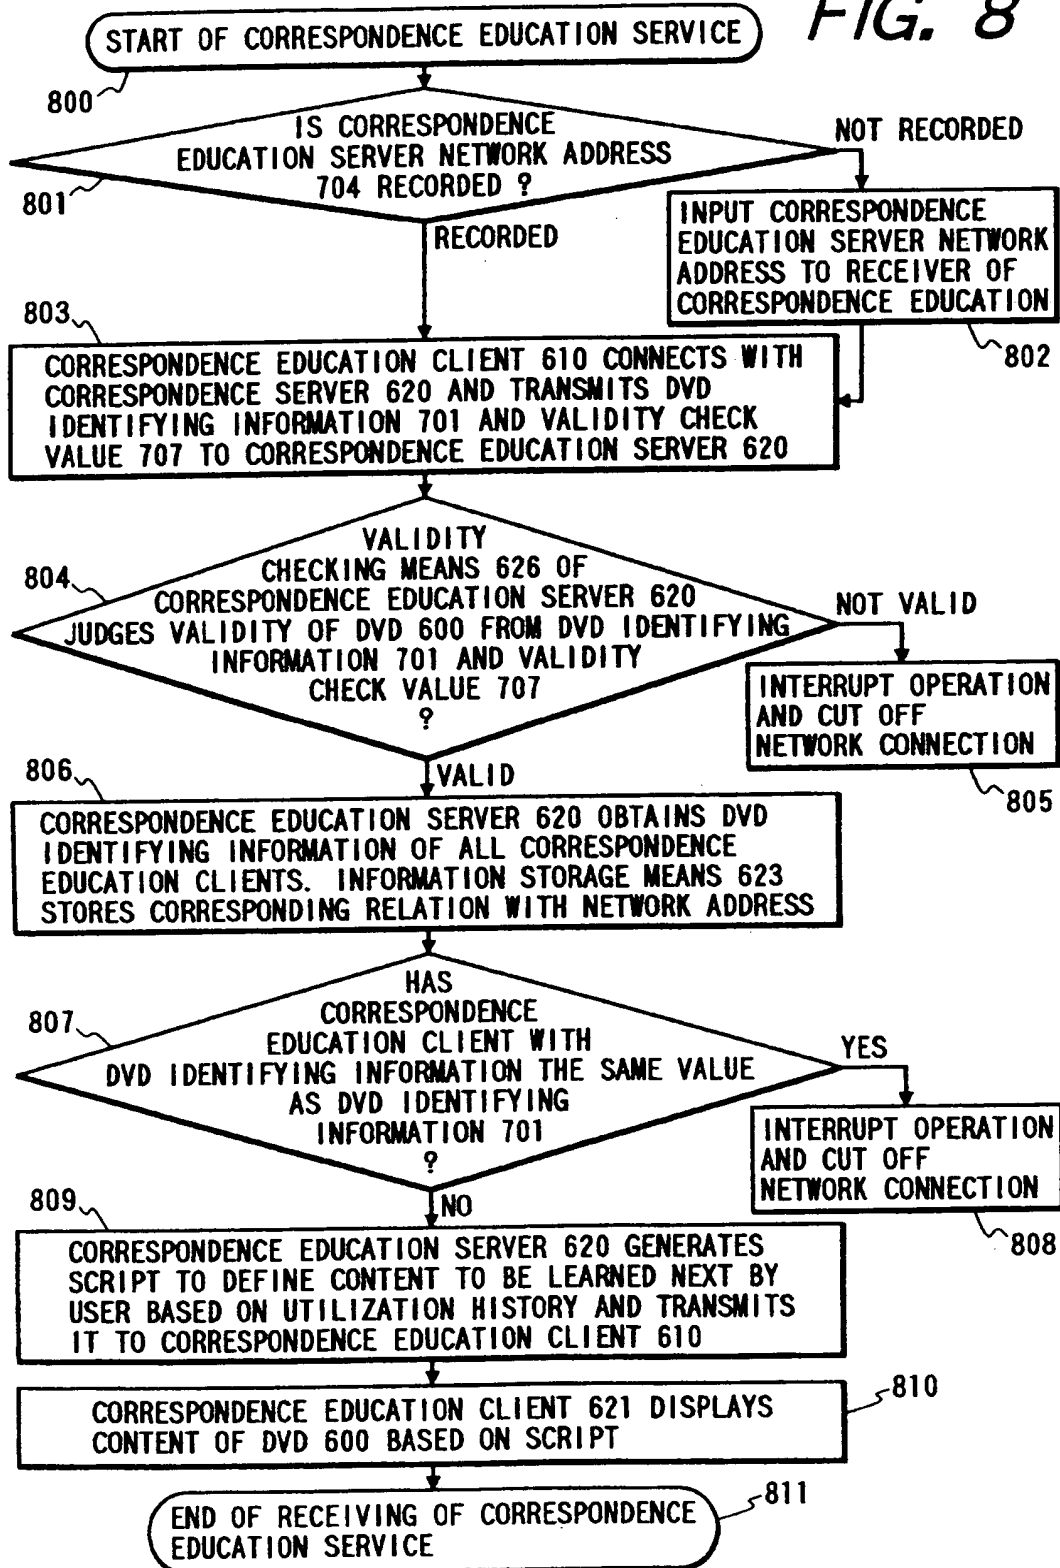 FIG. 8
START OF CORRESPONDENCE EDUCATION SERVICE
800
IS CORRESPONDENCE
EDUCATION SERVER NETWORK ADDRESS
704 RECORDED ?
801
NOT RECORDED
RECORDED
INPUT CORRESPONDENCE
EDUCATION SERVER NETWORK
ADDRESS TO RECEIVER OF
CORRESPONDENCE EDUCATION
802
803
CORRESPONDENCE EDUCATION CLIENT 610 CONNECTS WITH
CORRESPONDENCE SERVER 620 AND TRANSMITS DVD
IDENTIFYING INFORMATION 701 AND VALIDITY CHECK
VALUE 707 TO CORRESPONDENCE EDUCATION SERVER 620
804
VALIDITY
CHECKING MEANS 626 OF
CORRESPONDENCE EDUCATION SERVER 620
JUDGES VALIDITY OF DVD 600 FROM DVD IDENTIFYING
INFORMATION 701 AND VALIDITY
CHECK VALUE 707
?
NOT VALID
INTERRUPT OPERATION
AND CUT OFF
NETWORK CONNECTION
805
VALID
806
CORRESPONDENCE EDUCATION SERVER 620 OBTAINS DVD
IDENTIFYING INFORMATION OF ALL CORRESPONDENCE
EDUCATION CLIENTS. INFORMATION STORAGE MEANS 623
STORES CORRESPONDING RELATION WITH NETWORK ADDRESS
807
HAS
CORRESPONDENCE
EDUCATION CLIENT WITH
DVD IDENTIFYING INFORMATION THE SAME VALUE
AS DVD IDENTIFYING
INFORMATION 701
?
YES
INTERRUPT OPERATION
AND CUT OFF
NETWORK CONNECTION
808
NO
809
CORRESPONDENCE EDUCATION SERVER 620 GENERATES
SCRIPT TO DEFINE CONTENT TO BE LEARNED NEXT BY
USER BASED ON UTILIZATION HISTORY AND TRANSMITS
IT TO CORRESPONDENCE EDUCATION CLIENT 610
810
CORRESPONDENCE EDUCATION CLIENT 621 DISPLAYS
CONTENT OF DVD 600 BASED ON SCRIPT
811
END OF RECEIVING OF CORRESPONDENCE
EDUCATION SERVICE